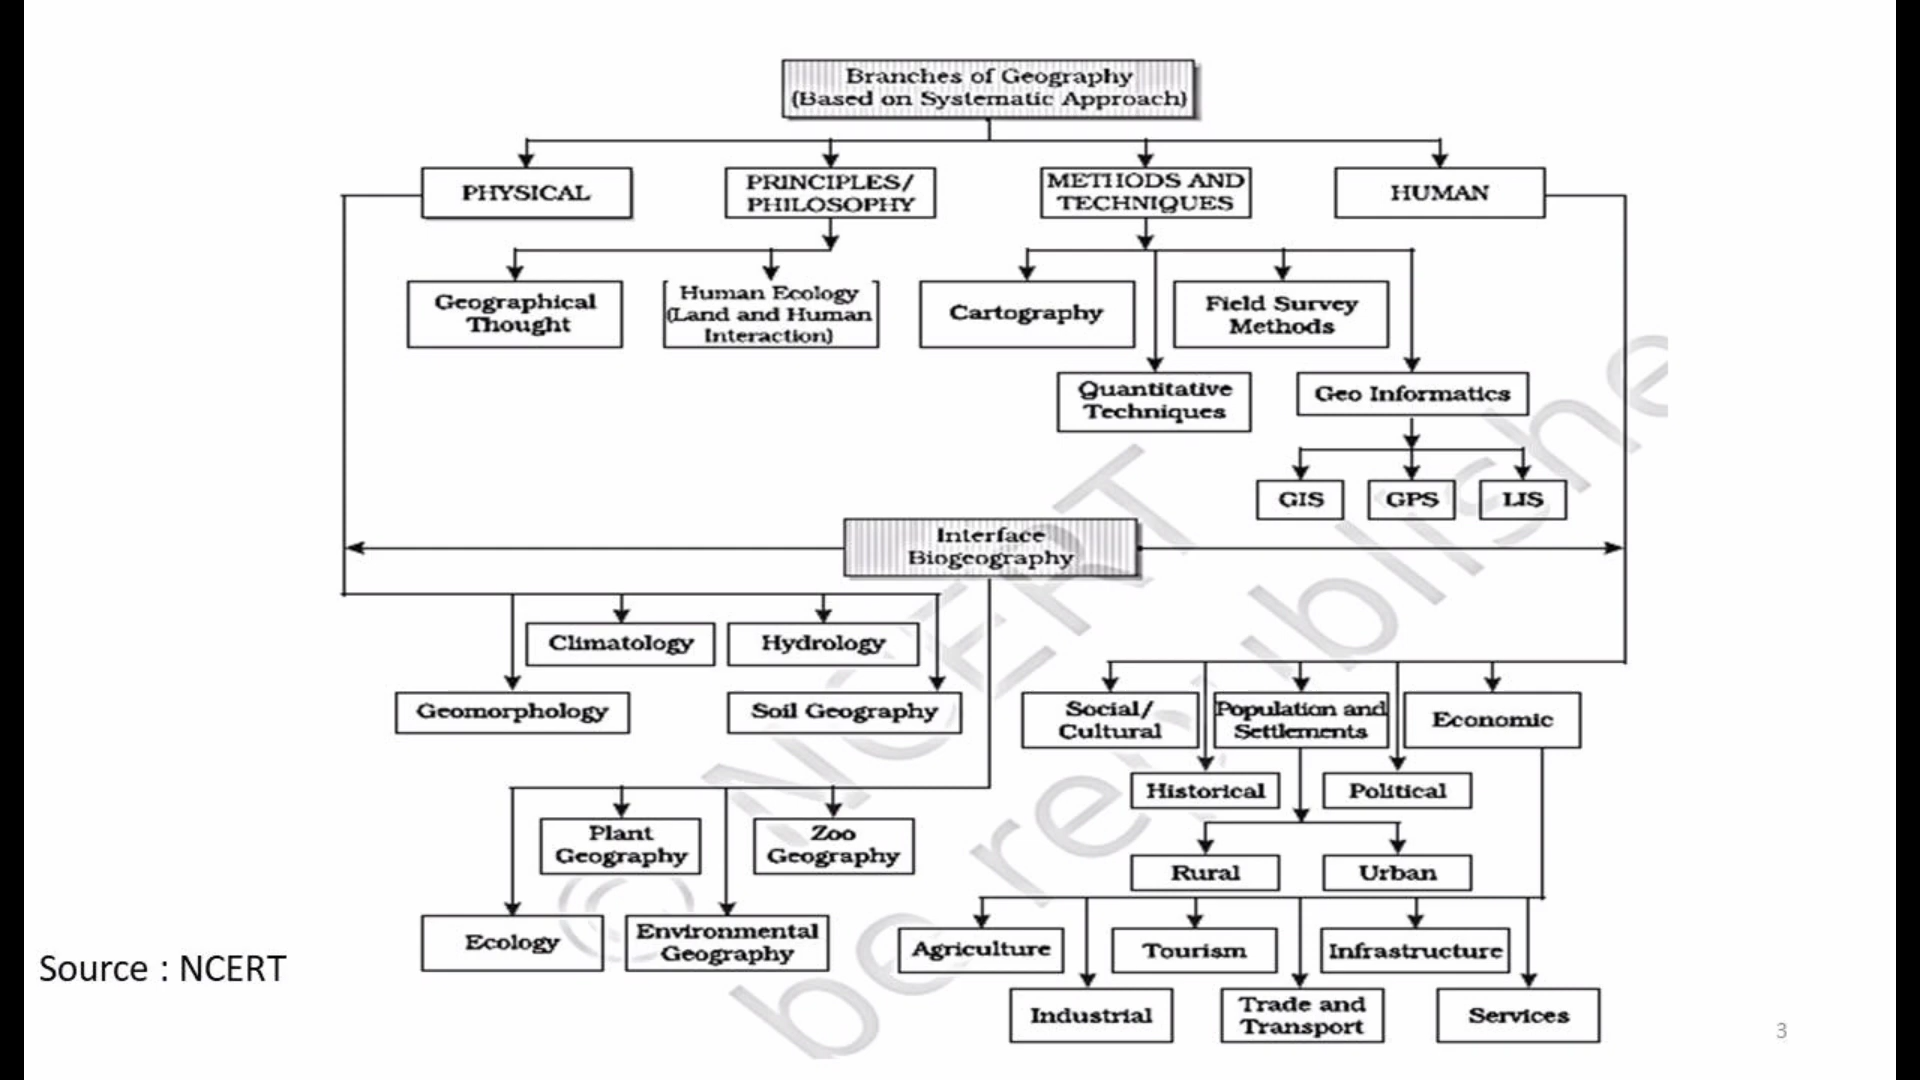 Branches of Geography
(Based on Systematic Approach)
PHYSICAL
PRINCIPLES/
PHILOSOPHY
METHODS AND
TECHNIQUES
HUMAN
Geographical
Thought
Human Ecology
(Land and Human
Interaction)
Cartography
Field Survey
Methods
Quantitative
Techniques
Geo Informatics
GIS
GPS
LIS
Interface
Biogeography
Climatology
Hydrology
Geomorphology
Soil Geography
Social/
Cultural
Population and
Settlements
Economic
Historical
Political
Plant
Geography
Zoo
Geography
Rural
Urban
Ecology
Environmental
Geography
Agriculture
Tourism
Infrastructure
Industrial
Trade and
Transport
Services
Source : NCERT
3
© NCERT
be republishe